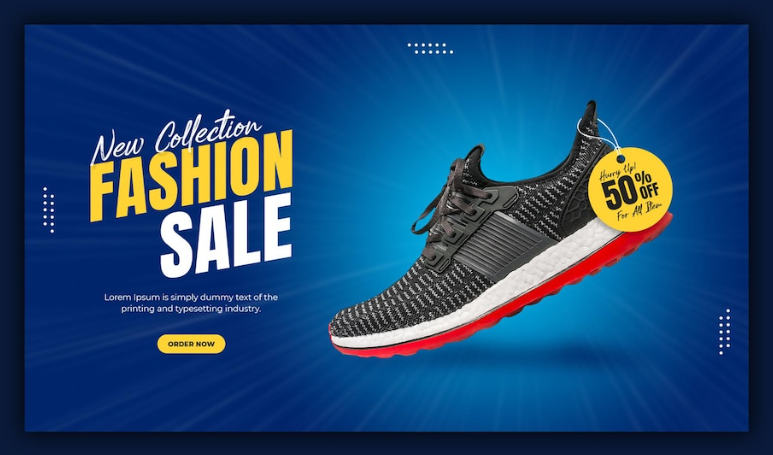 New Collection
FASHION
SALE
Lorem Ipsum is simply dummy text of the
printing and typesetting industry.
ORDER NOW
Hurry Up!
50% OFF
For All Item